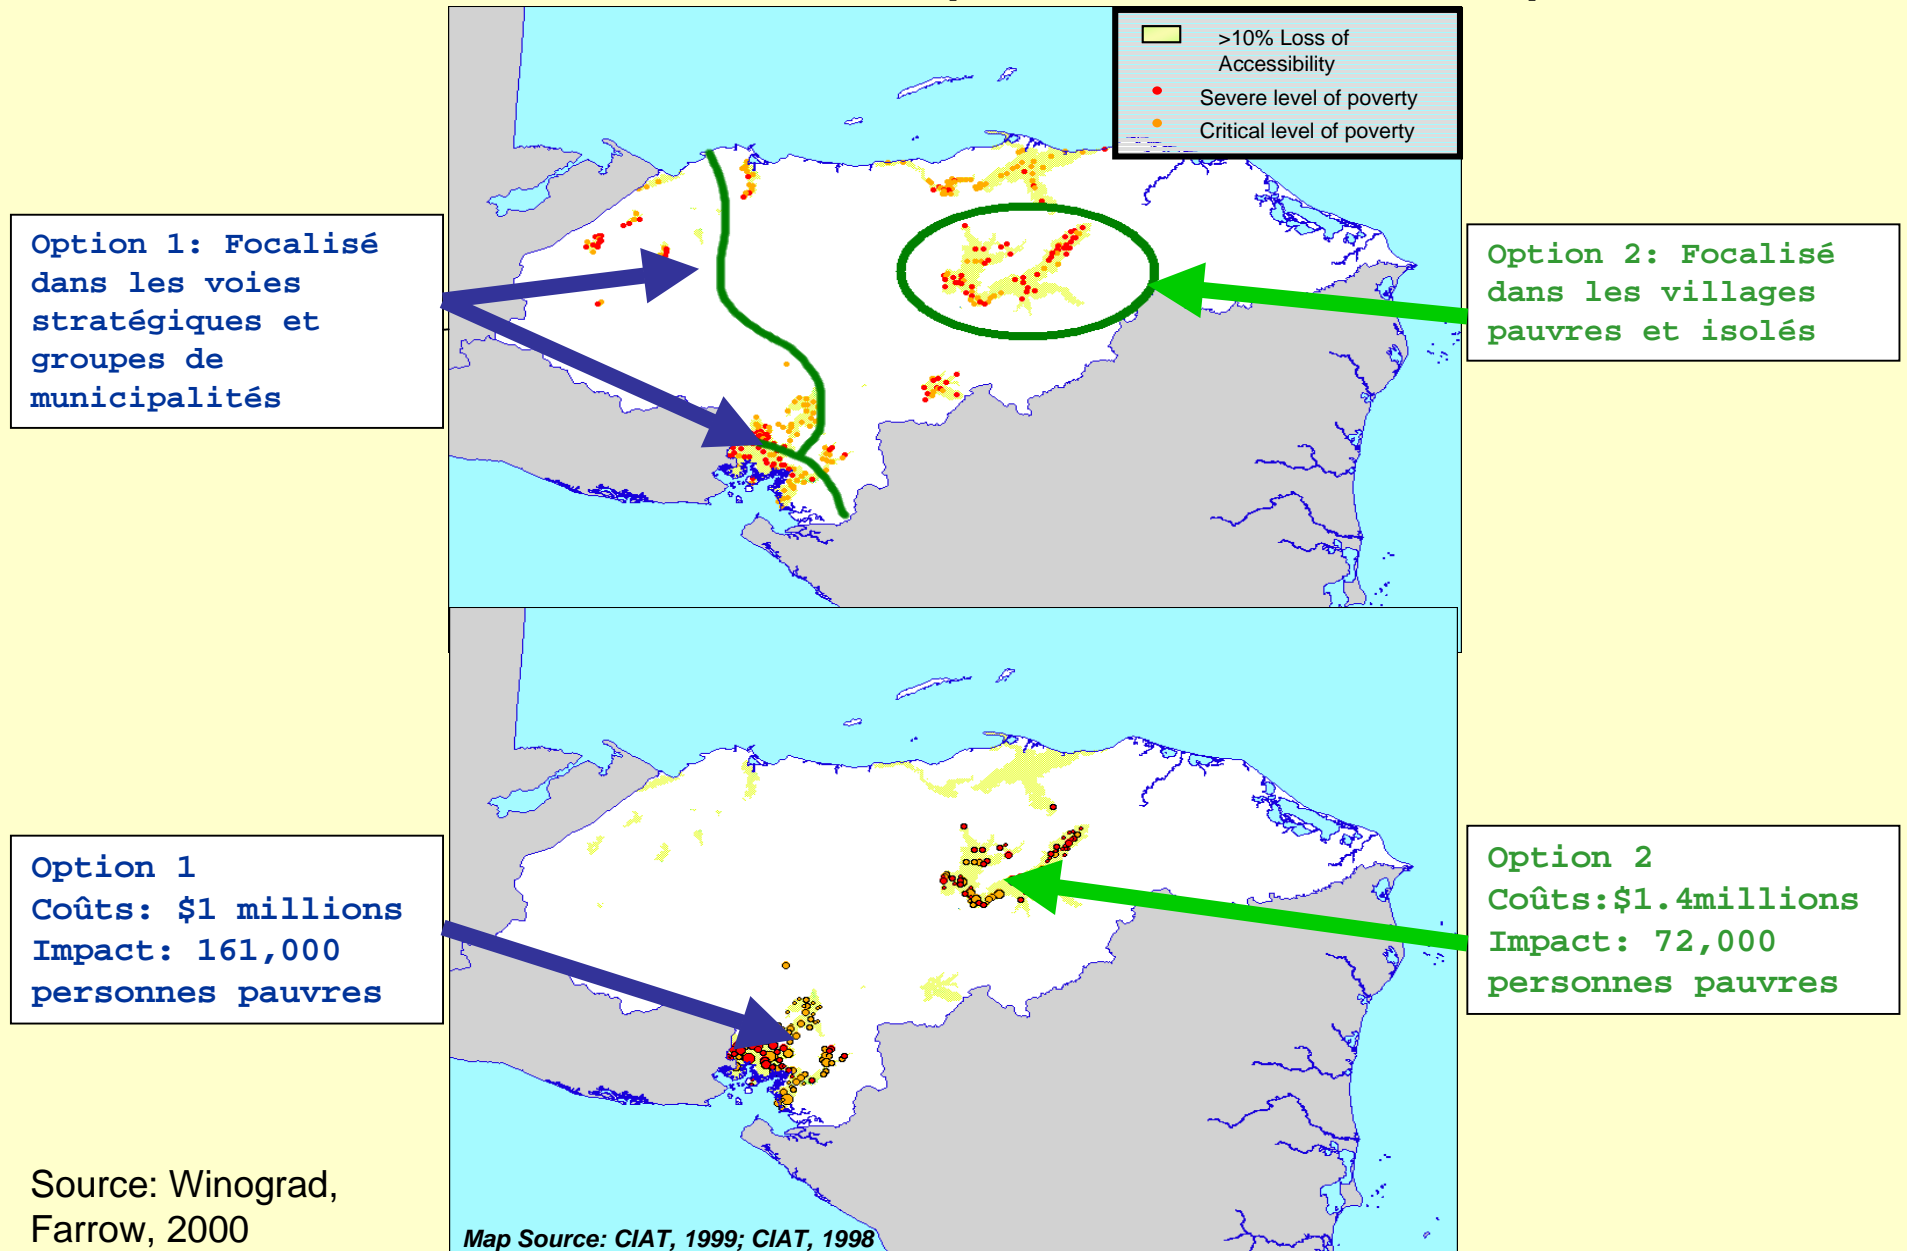 >10% Loss of
Accessibility
Severe level of poverty
Critical level of poverty
Option 1: Focalisé
dans les voies
stratégiques et
groupes de
municipalités
Option 2: Focalisé
dans les villages
pauvres et isolés
Option 1
Coûts: $1 millions
Impact: 161,000
personnes pauvres
Option 2
Coûts:$1.4millions
Impact: 72,000
personnes pauvres
Source: Winograd,
Farrow, 2000
Map Source: CIAT, 1999; CIAT, 1998